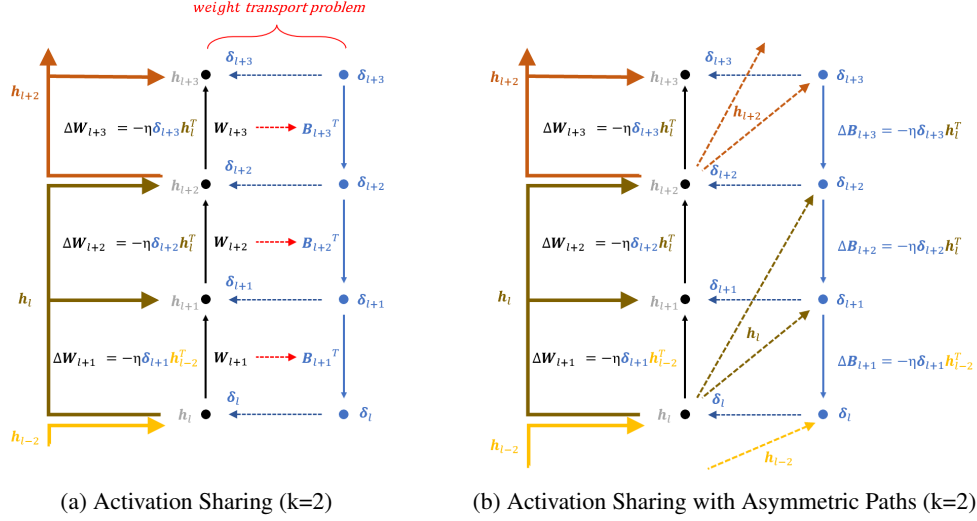 weight transport problem
δ_{l+3}
h_{l+3} δ_{l+3}
h_{l+2}
ΔW_{l+3} = −ηδ_{l+3}h_l^T W_{l+3} B_{l+3}^T
δ_{l+2}
h_{l+2} δ_{l+2}
ΔW_{l+2} = −ηδ_{l+2}h_l^T W_{l+2} B_{l+2}^T
δ_{l+1}
h_l h_{l+1} δ_{l+1}
ΔW_{l+1} = −ηδ_{l+1}h_{l−2}^T W_{l+1} B_{l+1}^T
δ_l
h_l δ_l
h_{l−2}
(a) Activation Sharing (k=2)
δ_{l+3}
h_{l+3} δ_{l+3}
h_{l+2}
h_{l+2}
ΔW_{l+3} = −ηδ_{l+3}h_l^T ΔB_{l+3} = −ηδ_{l+3}h_l^T
δ_{l+2}
h_{l+2} δ_{l+2}
ΔW_{l+2} = −ηδ_{l+2}h_l^T ΔB_{l+2} = −ηδ_{l+2}h_l^T
δ_{l+1}
h_l h_{l+1} δ_{l+1}
h_l
ΔW_{l+1} = −ηδ_{l+1}h_{l−2}^T ΔB_{l+1} = −ηδ_{l+1}h_{l−2}^T
δ_l
h_l δ_l
h_{l−2} h_{l−2}
(b) Activation Sharing with Asymmetric Paths (k=2)